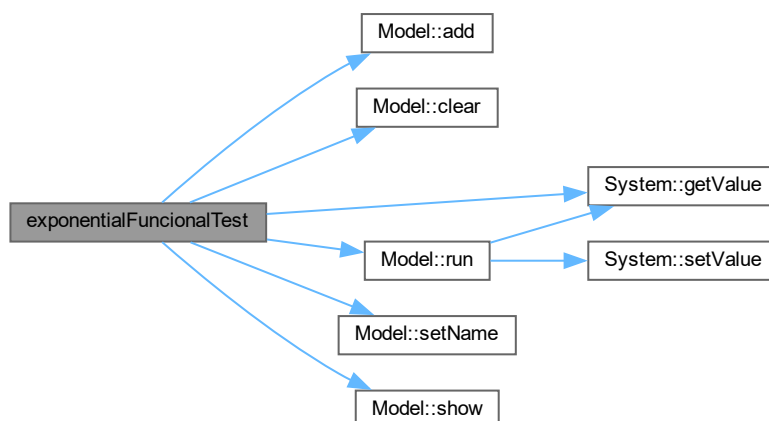 Model::add
Model::clear
System::getValue
exponentialFuncionalTest
Model::run
System::setValue
Model::setName
Model::show